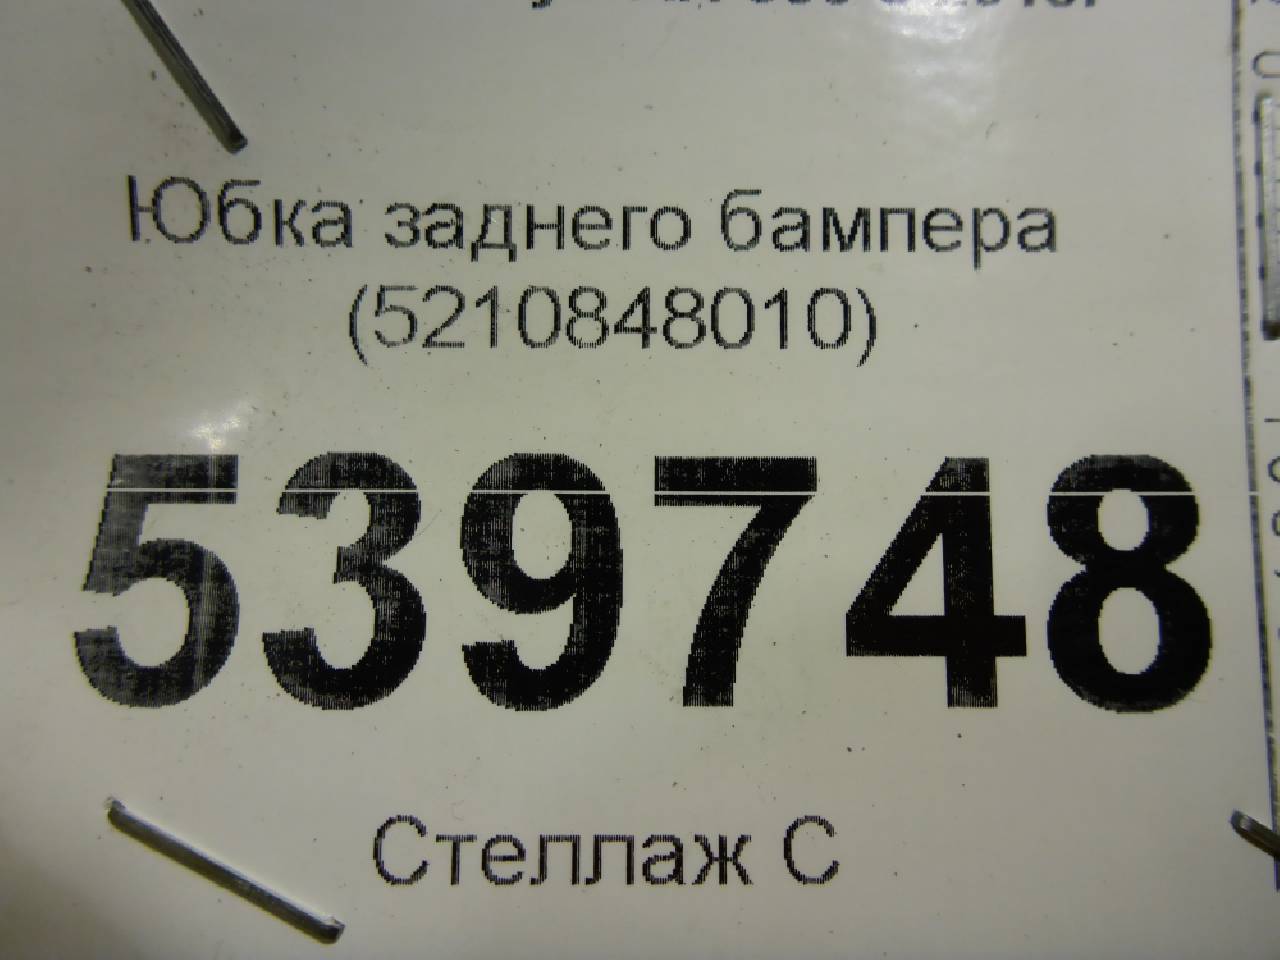 Юбка заднего бампера
(5210848010)
539748
Стеллаж С